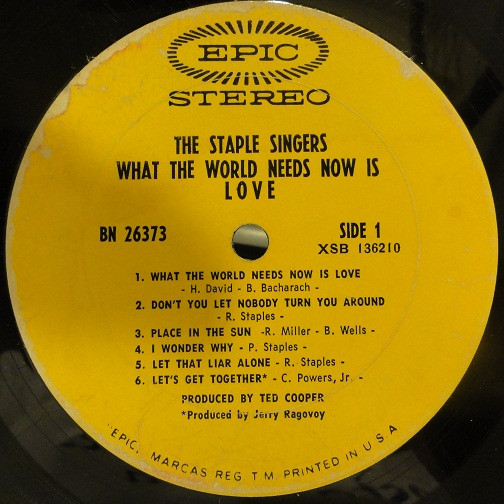 EPIC
STEREO
THE STAPLE SINGERS
WHAT THE WORLD NEEDS NOW IS
LOVE
BN 26373
SIDE 1
XSB 136210
1. WHAT THE WORLD NEEDS NOW IS LOVE
- H. David - B. Bacharach -
2. DON'T YOU LET NOBODY TURN YOU AROUND
- R. Staples -
3. PLACE IN THE SUN -R. Miller - B. Wells -
4. I WONDER WHY - P. Staples -
5. LET THAT LIAR ALONE - R. Staples -
6. LET'S GET TOGETHER* - C. Powers, Jr. -
PRODUCED BY TED COOPER
*Produced by Jerry Ragovoy
"EPIC," MARCAS REG. T.M. PRINTED IN U.S.A.